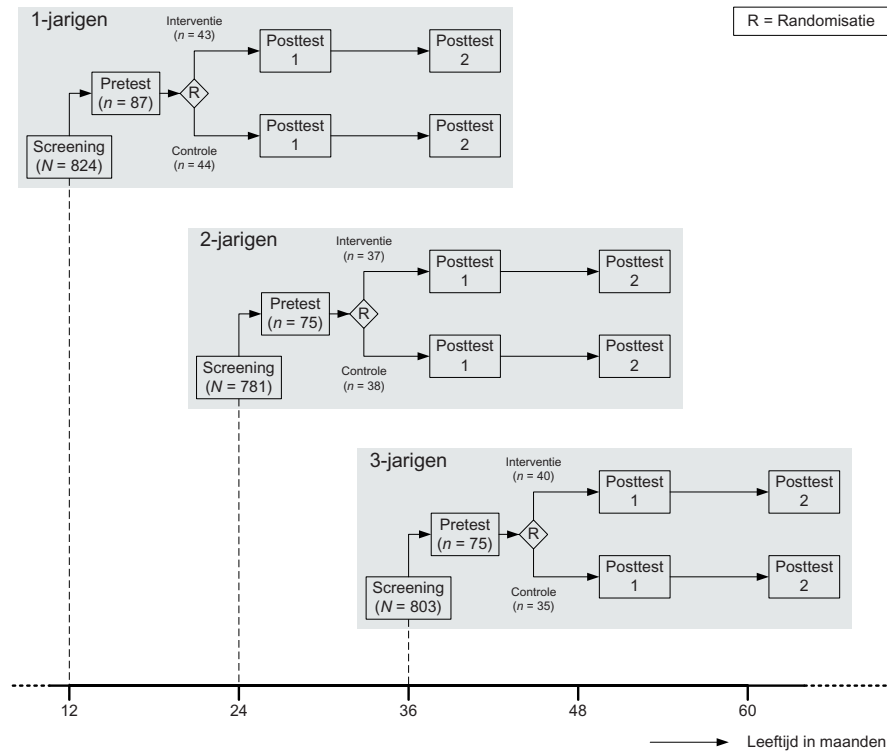 1-jarigen
Interventie
(n = 43)
Posttest
1
Posttest
2
R = Randomisatie
Pretest
(n = 87)
R
Screening
(N = 824)
Controle
(n = 44)
Posttest
1
Posttest
2
2-jarigen
Interventie
(n = 37)
Posttest
1
Posttest
2
Pretest
(n = 75)
R
Screening
(N = 781)
Controle
(n = 38)
Posttest
1
Posttest
2
3-jarigen
Interventie
(n = 40)
Posttest
1
Posttest
2
Pretest
(n = 75)
R
Screening
(N = 803)
Controle
(n = 35)
Posttest
1
Posttest
2
12 24 36 48 60
Leeftijd in maanden